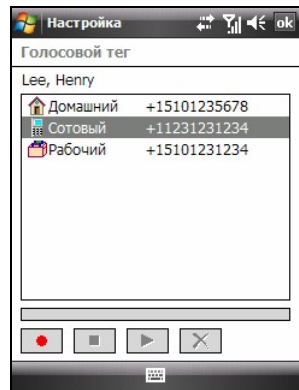 Настройка ok
Голосовой тег
Lee, Henry
Домашний +15101235678
Сотовый +11231231234
Рабочий +15101231234